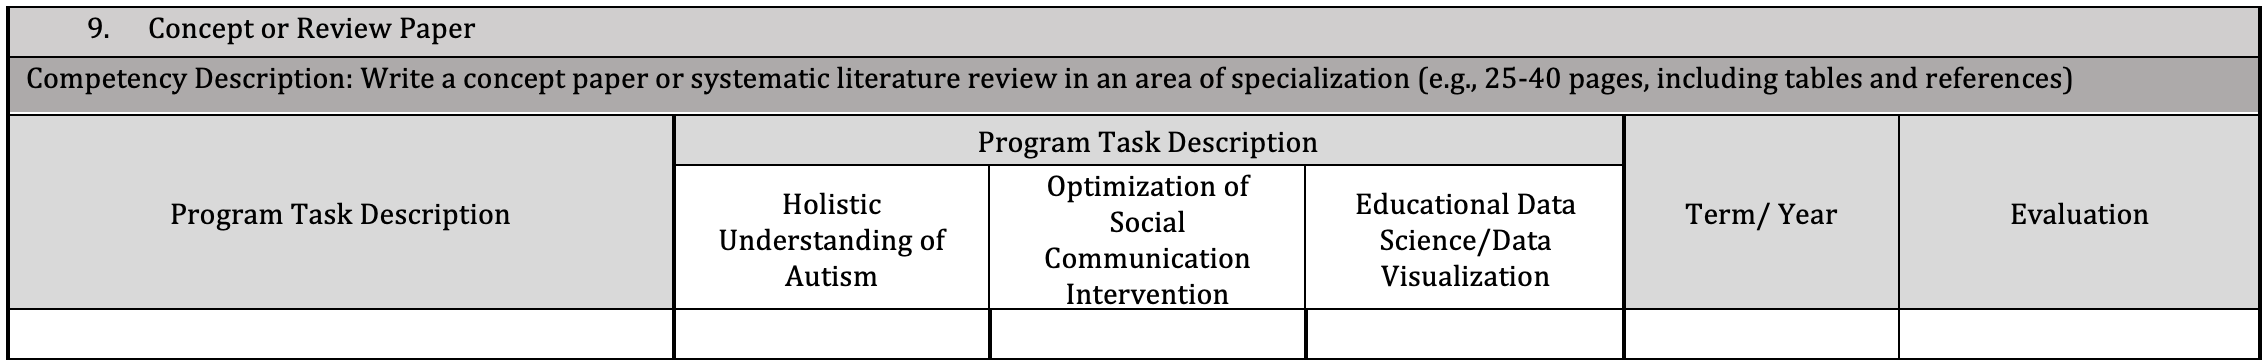 9. Concept or Review Paper
Competency Description: Write a concept paper or systematic literature review in an area of specialization (e.g., 25-40 pages, including tables and references)
Program Task Description
Program Task Description
Holistic
Understanding of
Autism
Optimization of
Social
Communication
Intervention
Educational Data
Science/Data
Visualization
Term/ Year
Evaluation